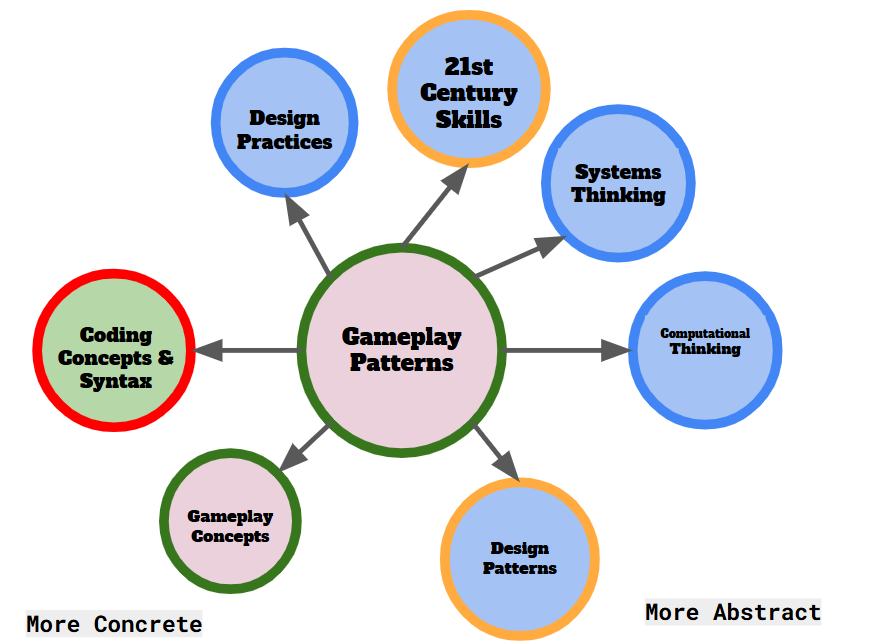 21st
Century
Skills
Design
Practices
Systems
Thinking
Coding
Concepts &
Syntax
Gameplay
Patterns
Computational
Thinking
Gameplay
Concepts
Design
Patterns
More Concrete
More Abstract